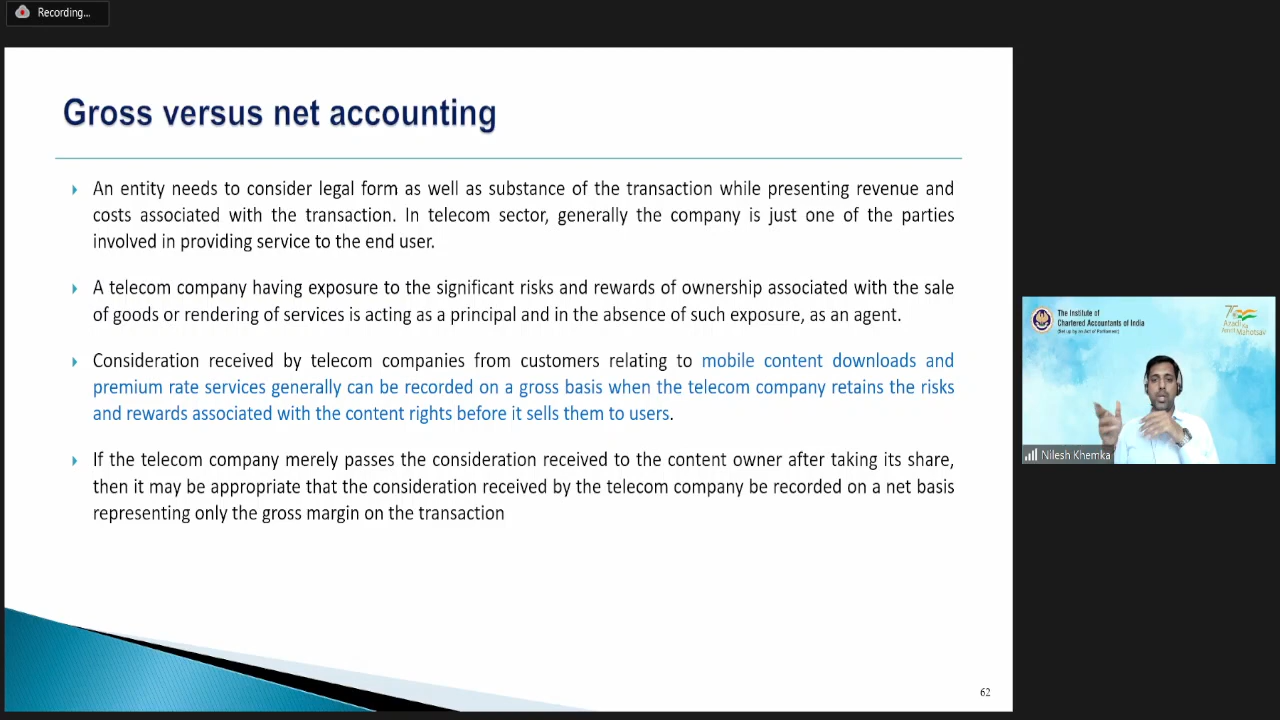 Recording...
Gross versus net accounting
An entity needs to consider legal form as well as substance of the transaction while presenting revenue and
costs associated with the transaction. In telecom sector, generally the company is just one of the parties
involved in providing service to the end user.
A telecom company having exposure to the significant risks and rewards of ownership associated with the sale
of goods or rendering of services is acting as a principal and in the absence of such exposure, as an agent.
Consideration received by telecom companies from customers relating to mobile content downloads and
premium rate services generally can be recorded on a gross basis when the telecom company retains the risks
and rewards associated with the content rights before it sells them to users.
If the telecom company merely passes the consideration received to the content owner after taking its share,
then it may be appropriate that the consideration received by the telecom company be recorded on a net basis
representing only the gross margin on the transaction
62
The Institute of
Chartered Accountants of India
(Set up by an Act of Parliament)
75
Azadi Ka
Amrit Mahotsav
Nilesh Khemka